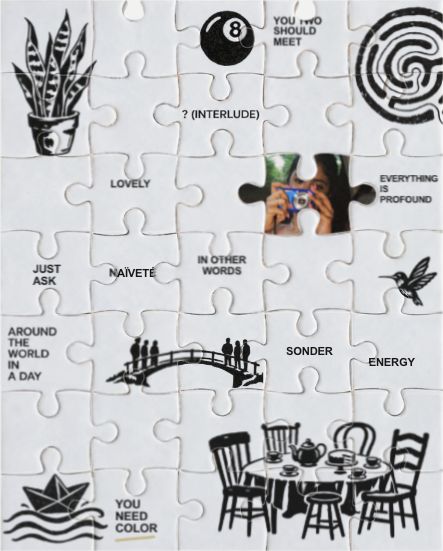 8
YOU TWO
SHOULD
MEET
? (INTERLUDE)
LOVELY
EVERYTHING
IS
PROFOUND
JUST
ASK
NAÏVETÉ
IN OTHER
WORDS
AROUND
THE
WORLD
IN
A DAY
SONDER
ENERGY
YOU
NEED
COLOR